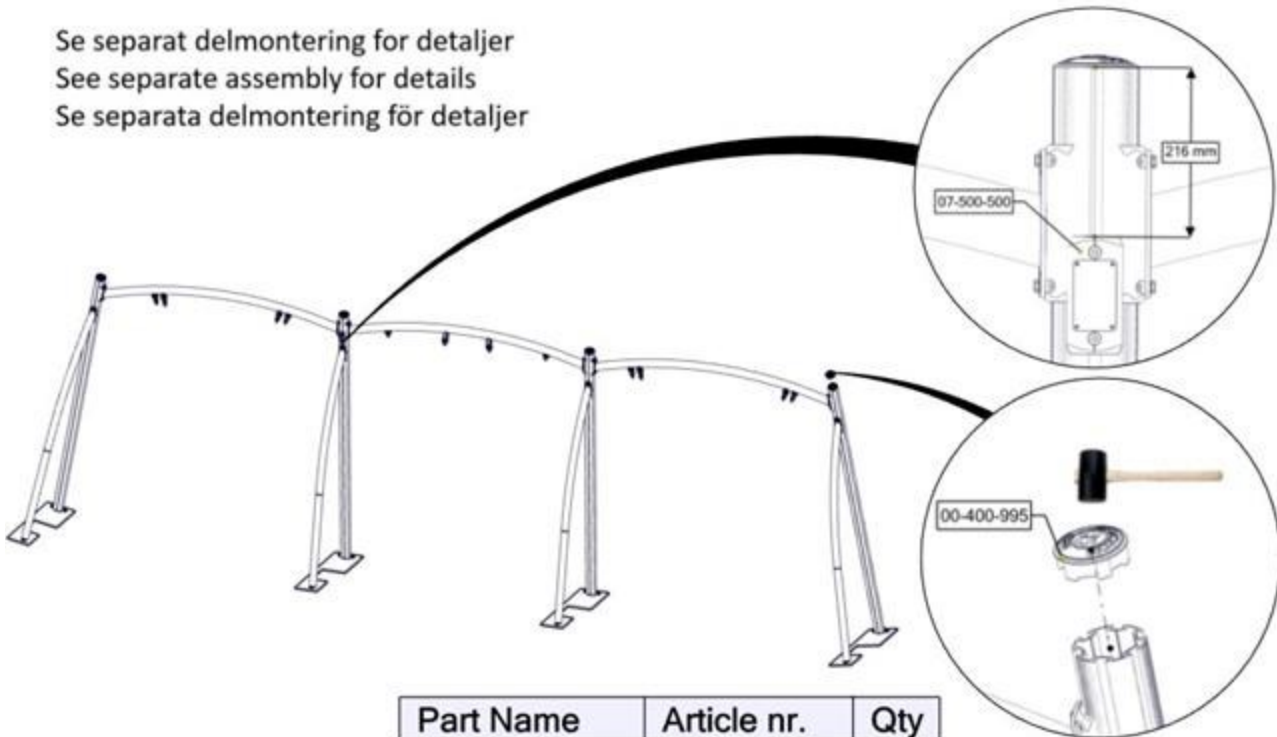 Se separat delmontering for detaljer
See separate assembly for details
Se separata delmontering för detaljer
216 mm
07-500-500
00-400-995
Part Name Article nr. Qty